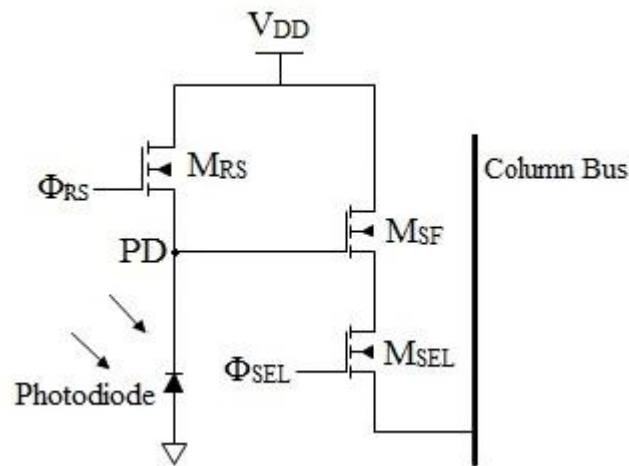 VDD
MRS
Column Bus
ΦRS
MSF
PD
MSEL
ΦSEL
Photodiode